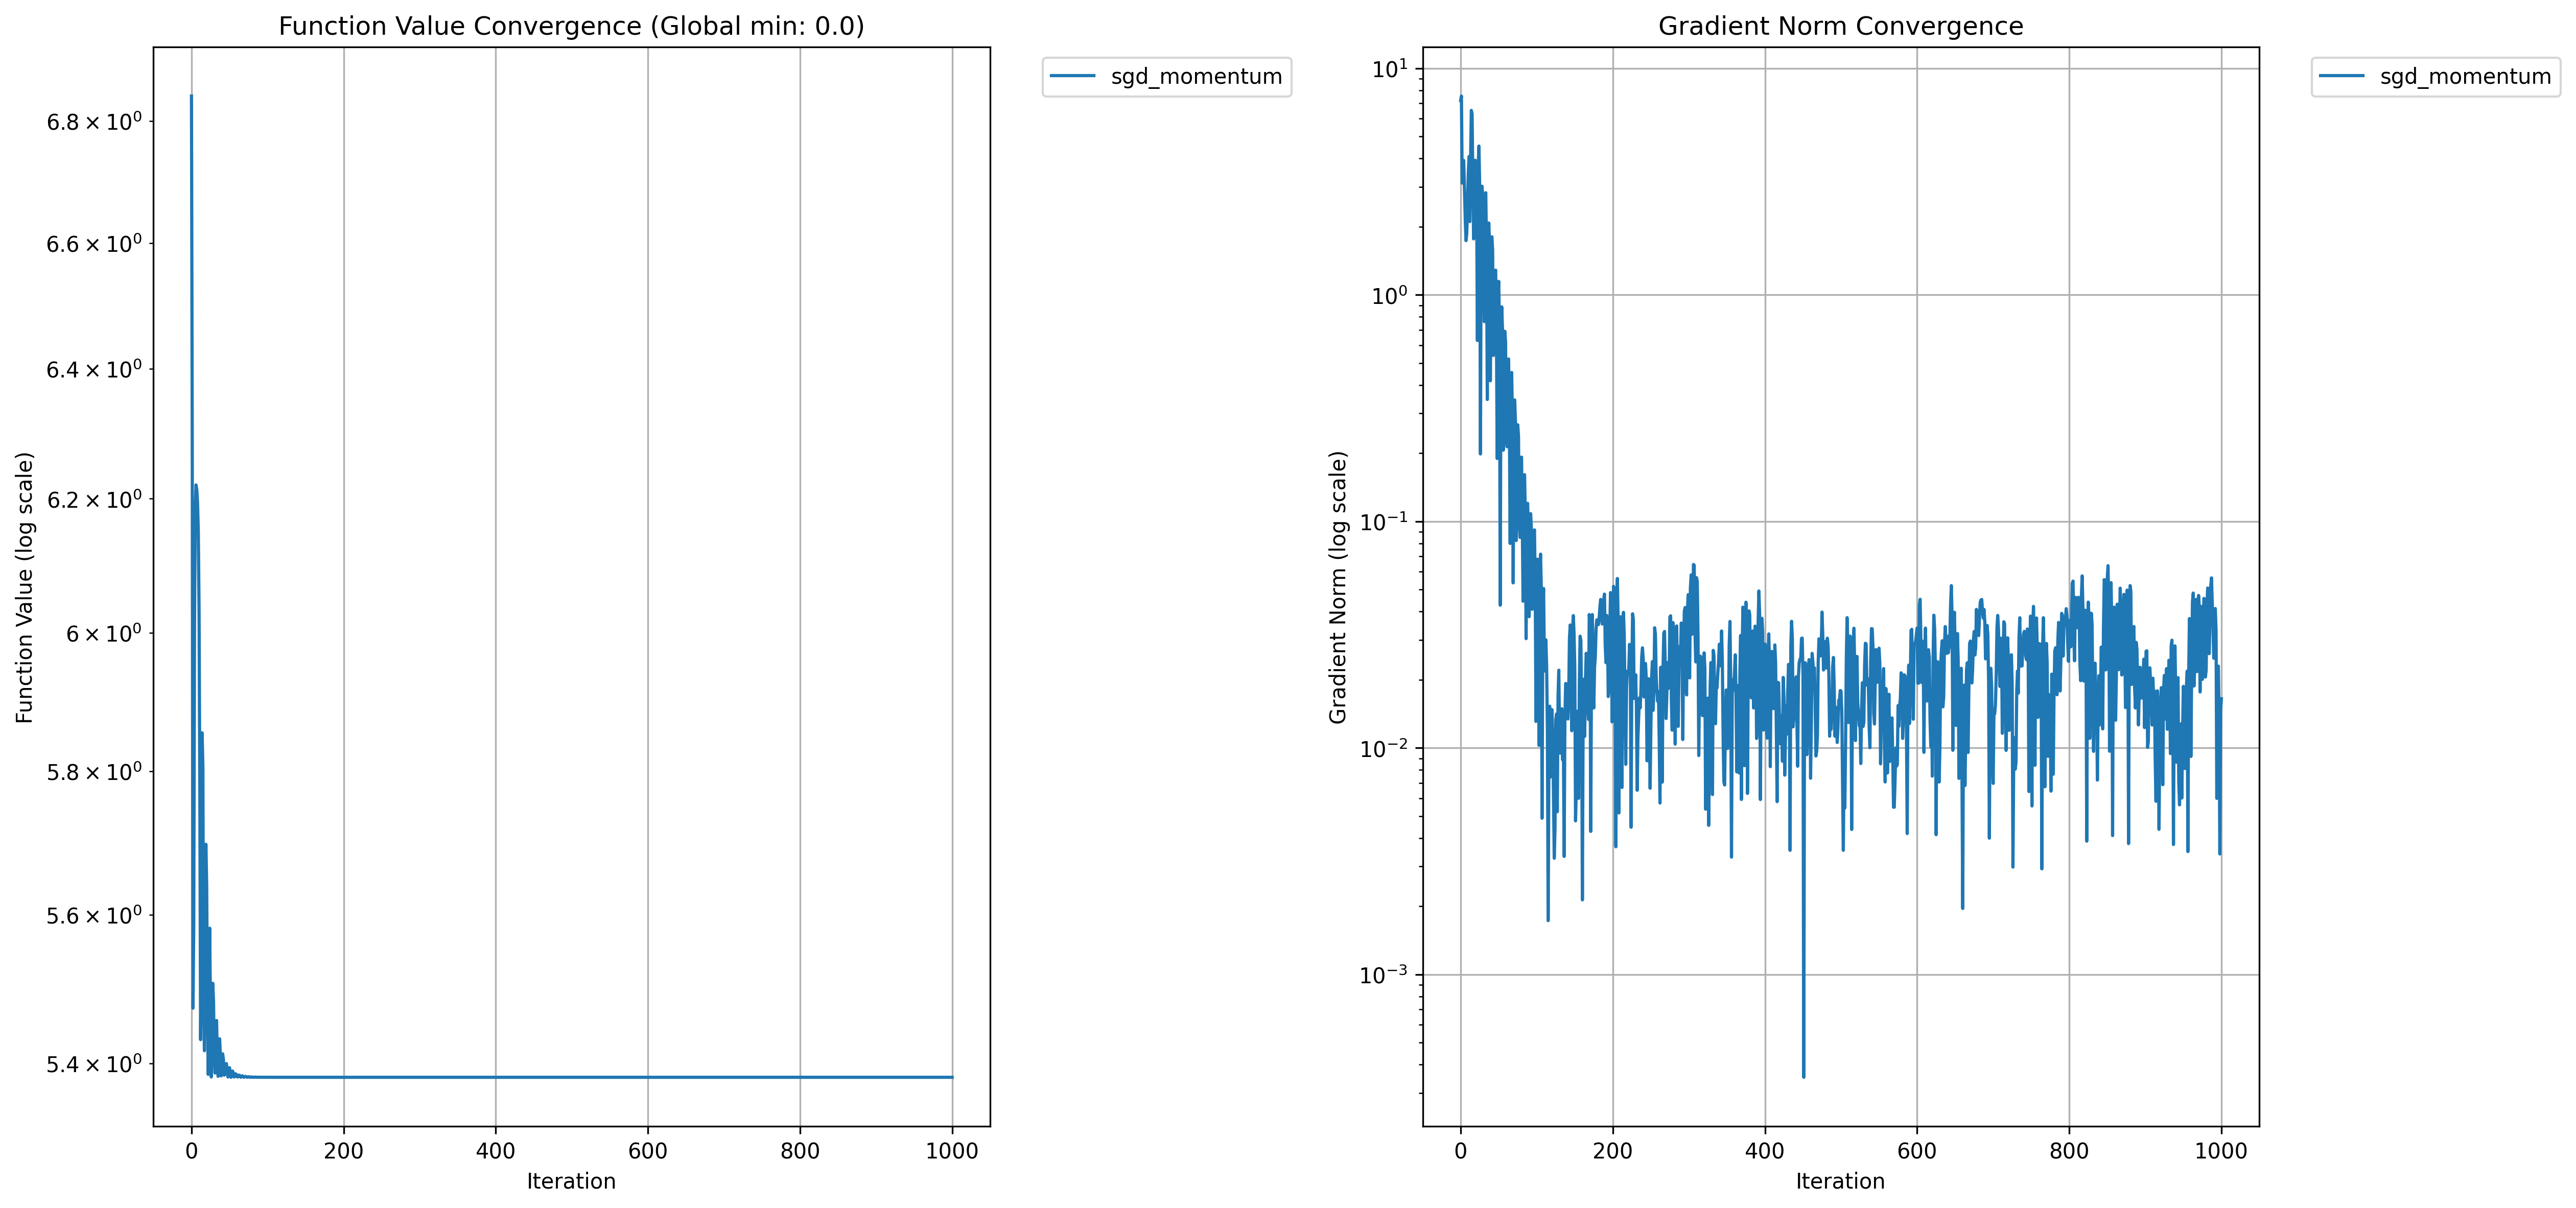 Function Value Convergence (Global min: 0.0)
sgd_momentum
6.8 × 10⁰
6.6 × 10⁰
6.4 × 10⁰
6.2 × 10⁰
6 × 10⁰
5.8 × 10⁰
5.6 × 10⁰
5.4 × 10⁰
Function Value (log scale)
0 200 400 600 800 1000
Iteration
Gradient Norm Convergence
sgd_momentum
10¹
10⁰
10⁻¹
10⁻²
10⁻³
Gradient Norm (log scale)
0 200 400 600 800 1000
Iteration